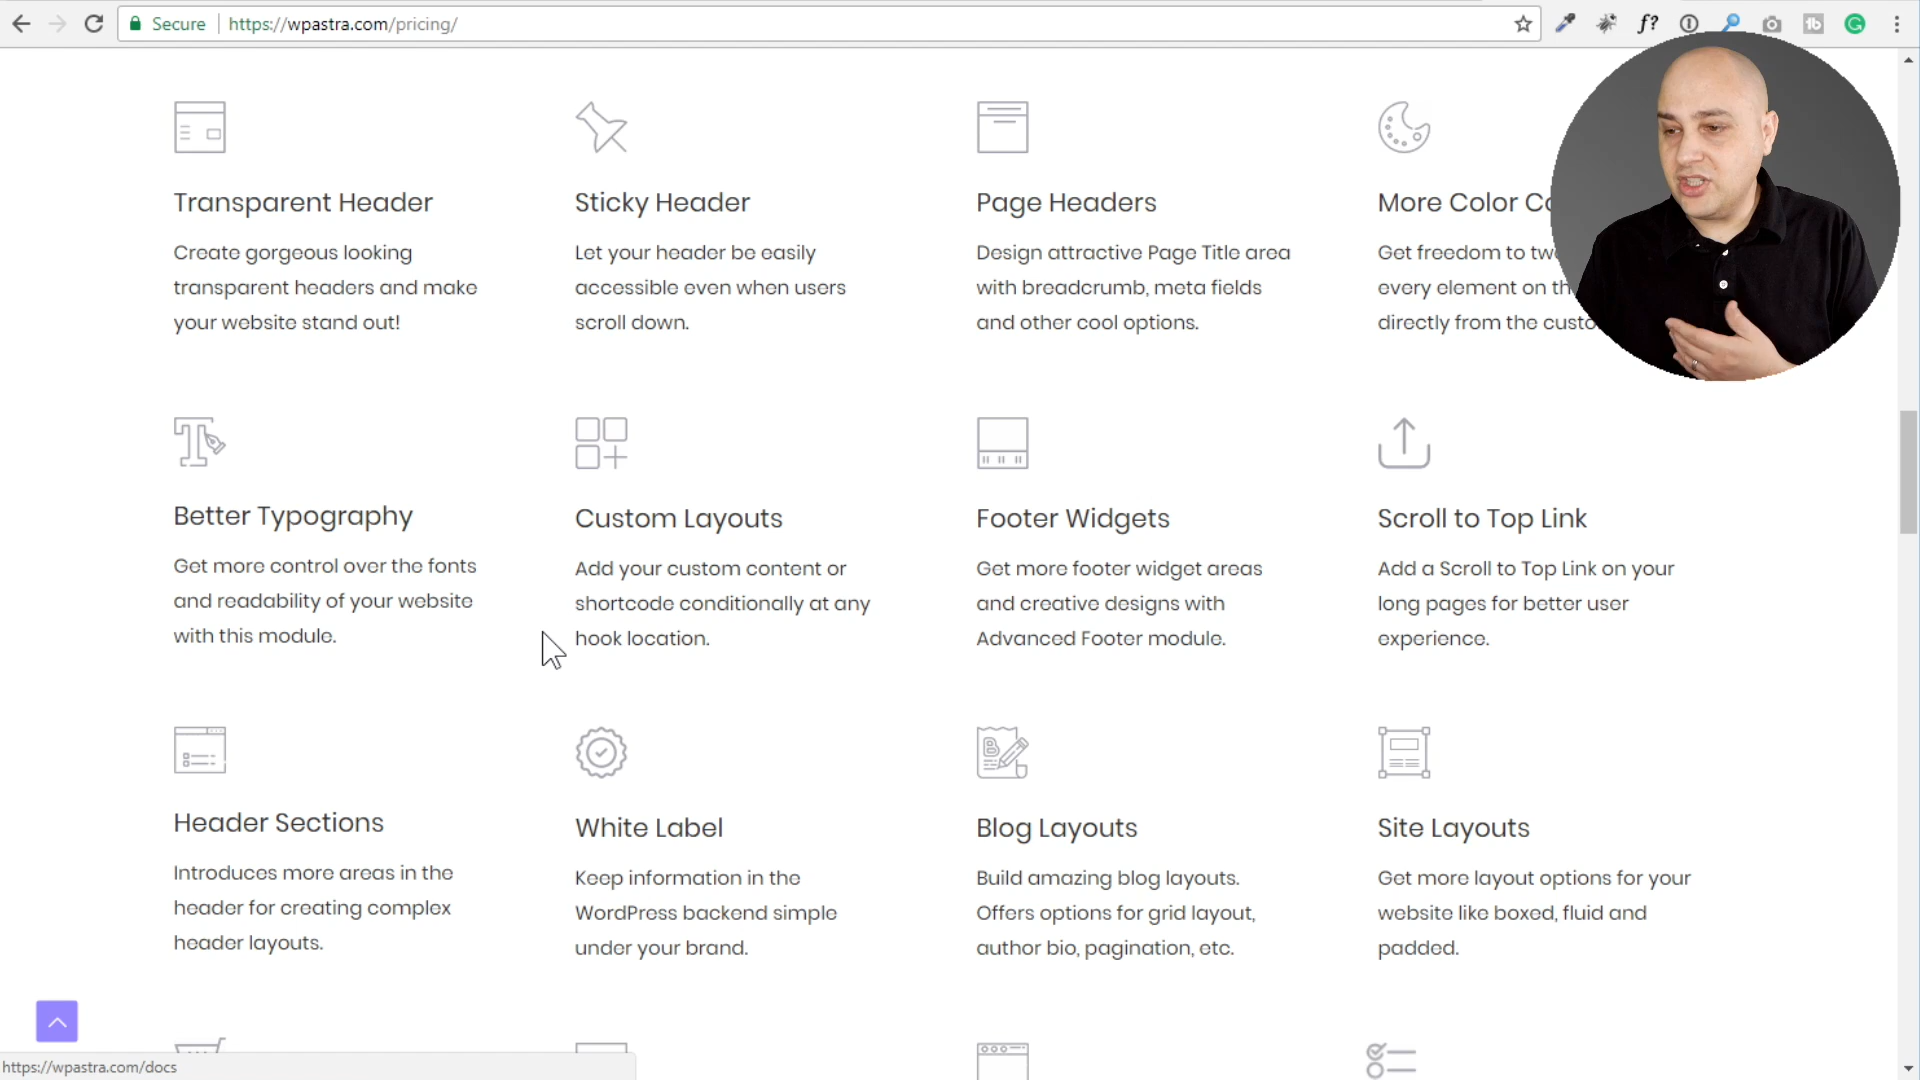 Secure
https://wpastra.com/pricing/
f?
tb
G
Transparent Header
Create gorgeous looking
transparent headers and make
your website stand out!
Sticky Header
Let your header be easily
accessible even when users
scroll down.
Page Headers
Design attractive Page Title area
with breadcrumb, meta fields
and other cool options.
More Color
Get freedom to
every element on
directly from the
Better Typography
Get more control over the fonts
and readability of your website
with this module.
Custom Layouts
Add your custom content or
shortcode conditionally at any
hook location.
Footer Widgets
Get more footer widget areas
and creative designs with
Advanced Footer module.
Scroll to Top Link
Add a Scroll to Top Link on your
long pages for better user
experience.
Header Sections
Introduces more areas in the
header for creating complex
header layouts.
White Label
Keep information in the
WordPress backend simple
under your brand.
Blog Layouts
Build amazing blog layouts.
Offers options for grid layout,
author bio, pagination, etc.
Site Layouts
Get more layout options for your
website like boxed, fluid and
padded.
https://wpastra.com/docs